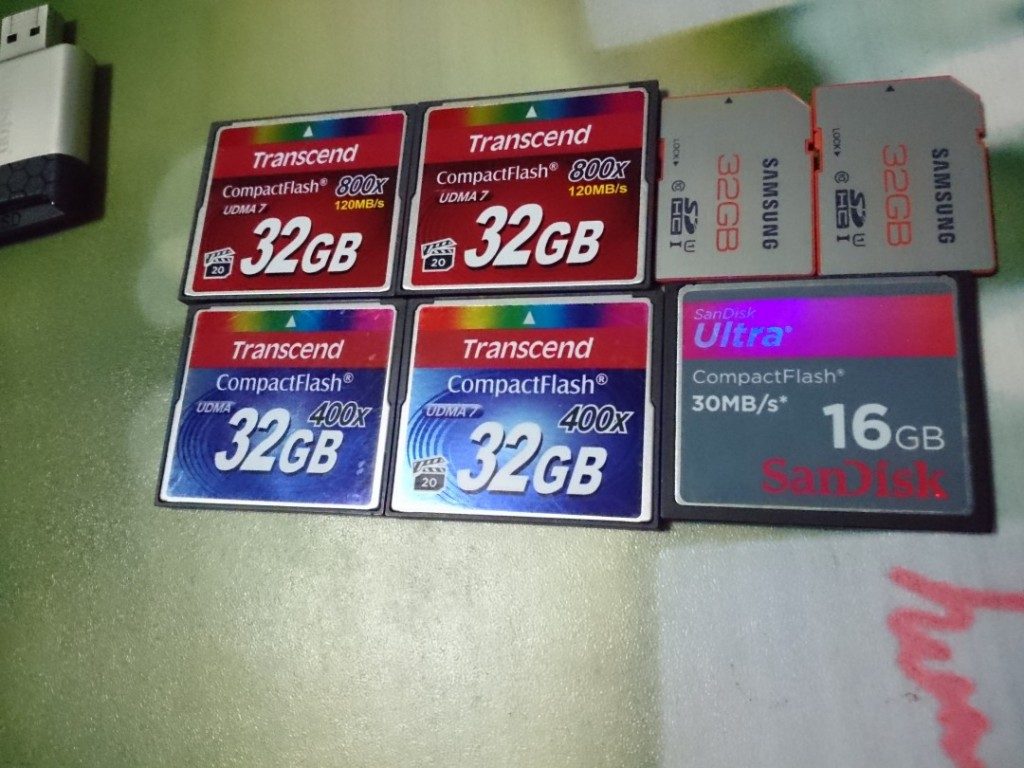 Transcend
CompactFlash®
800x
UDMA 7
120MB/s
20
32GB
Transcend
CompactFlash®
800x
UDMA 7
120MB/s
20
32GB
LOCK
32GB
SAMSUNG
LOCK
32GB
SAMSUNG
Transcend
CompactFlash®
UDMA
400x
32GB
Transcend
CompactFlash®
UDMA 7
400x
20
32GB
SanDisk
Ultra®
CompactFlash®
30MB/s*
16GB
SanDisk